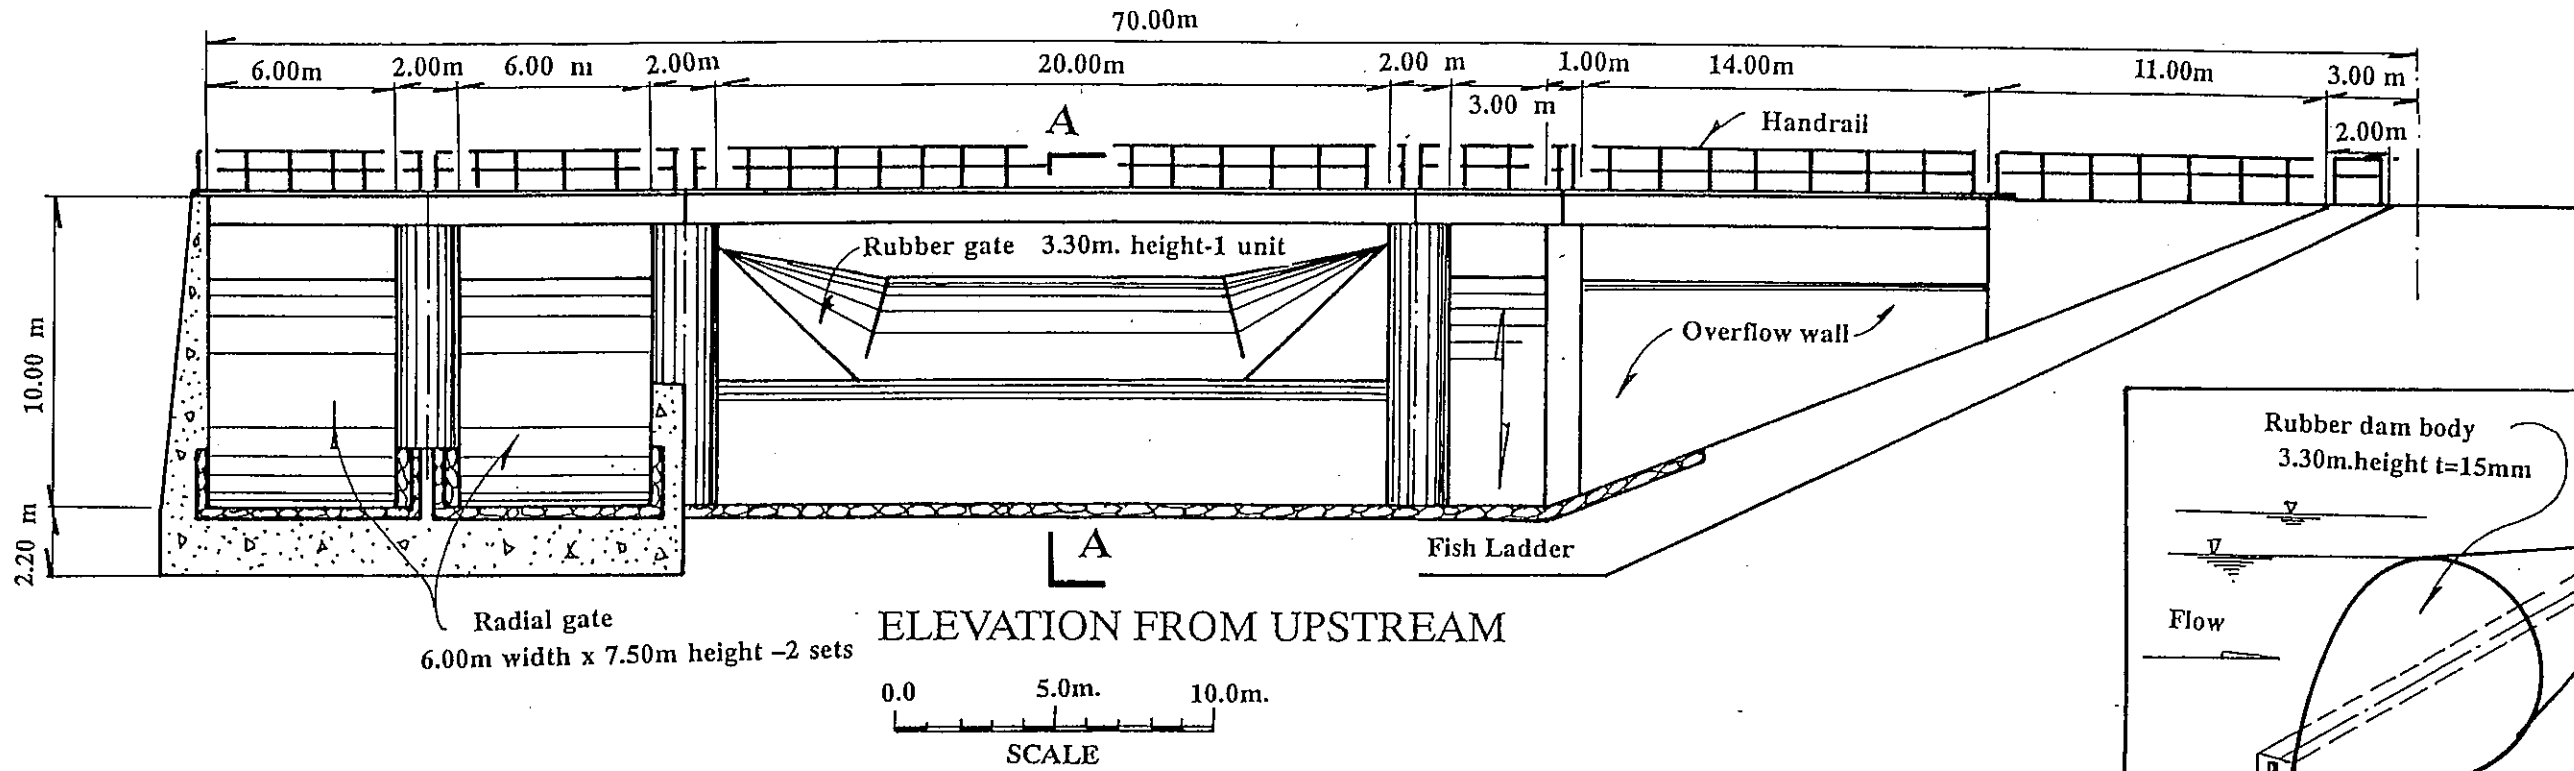 70.00m
6.00m
2.00m
6.00 m
2.00m
20.00m
2.00 m
3.00 m
1.00m
14.00m
11.00m
3.00 m
2.00m
A
Handrail
Rubber gate 3.30m. height-1 unit
Overflow wall
10.00 m
2.20 m
A
Fish Ladder
Radial gate
6.00m width x 7.50m height -2 sets
ELEVATION FROM UPSTREAM
0.0 5.0m. 10.0m.
SCALE
Rubber dam body
3.30m.height t=15mm
Flow